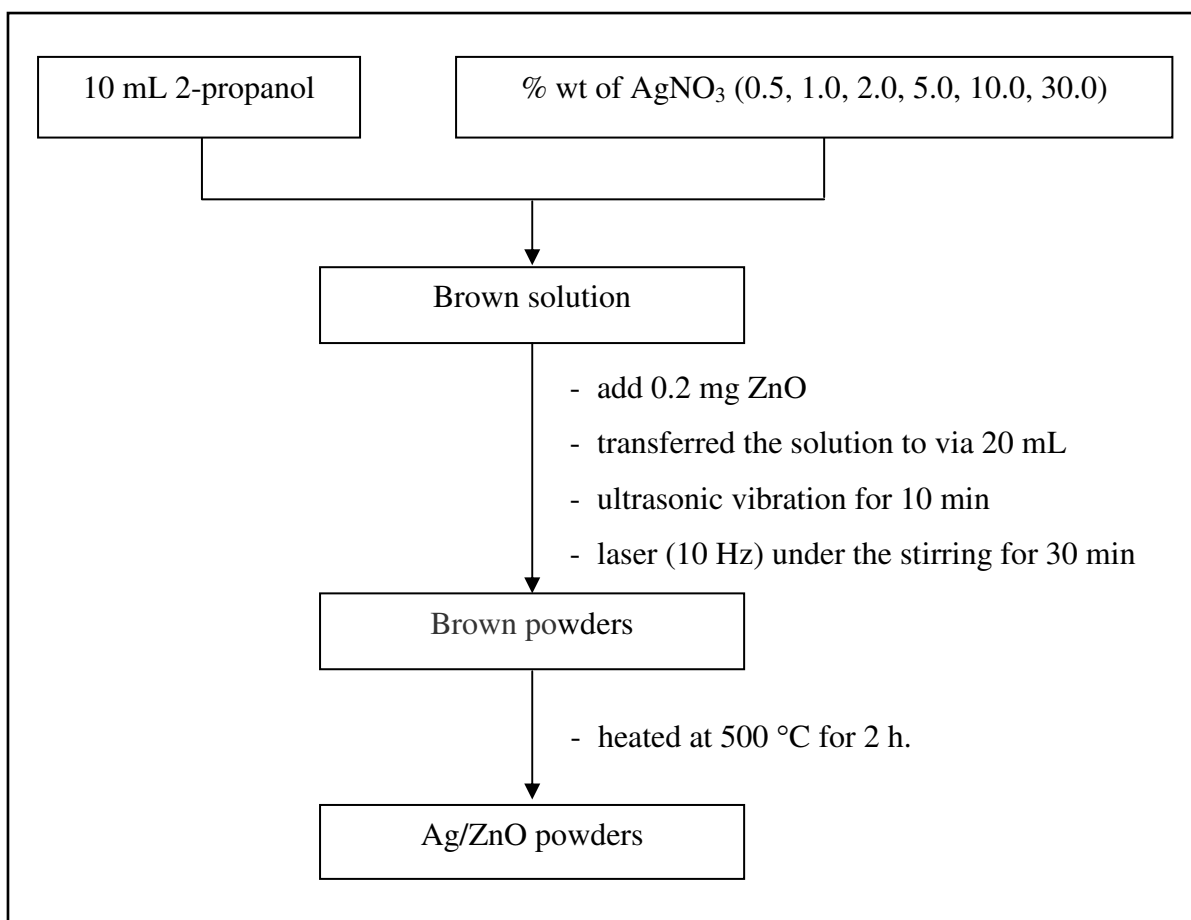 10 mL 2-propanol
% wt of AgNO₃ (0.5, 1.0, 2.0, 5.0, 10.0, 30.0)
Brown solution
- add 0.2 mg ZnO
- transferred the solution to via 20 mL
- ultrasonic vibration for 10 min
- laser (10 Hz) under the stirring for 30 min
Brown powders
- heated at 500 °C for 2 h.
Ag/ZnO powders